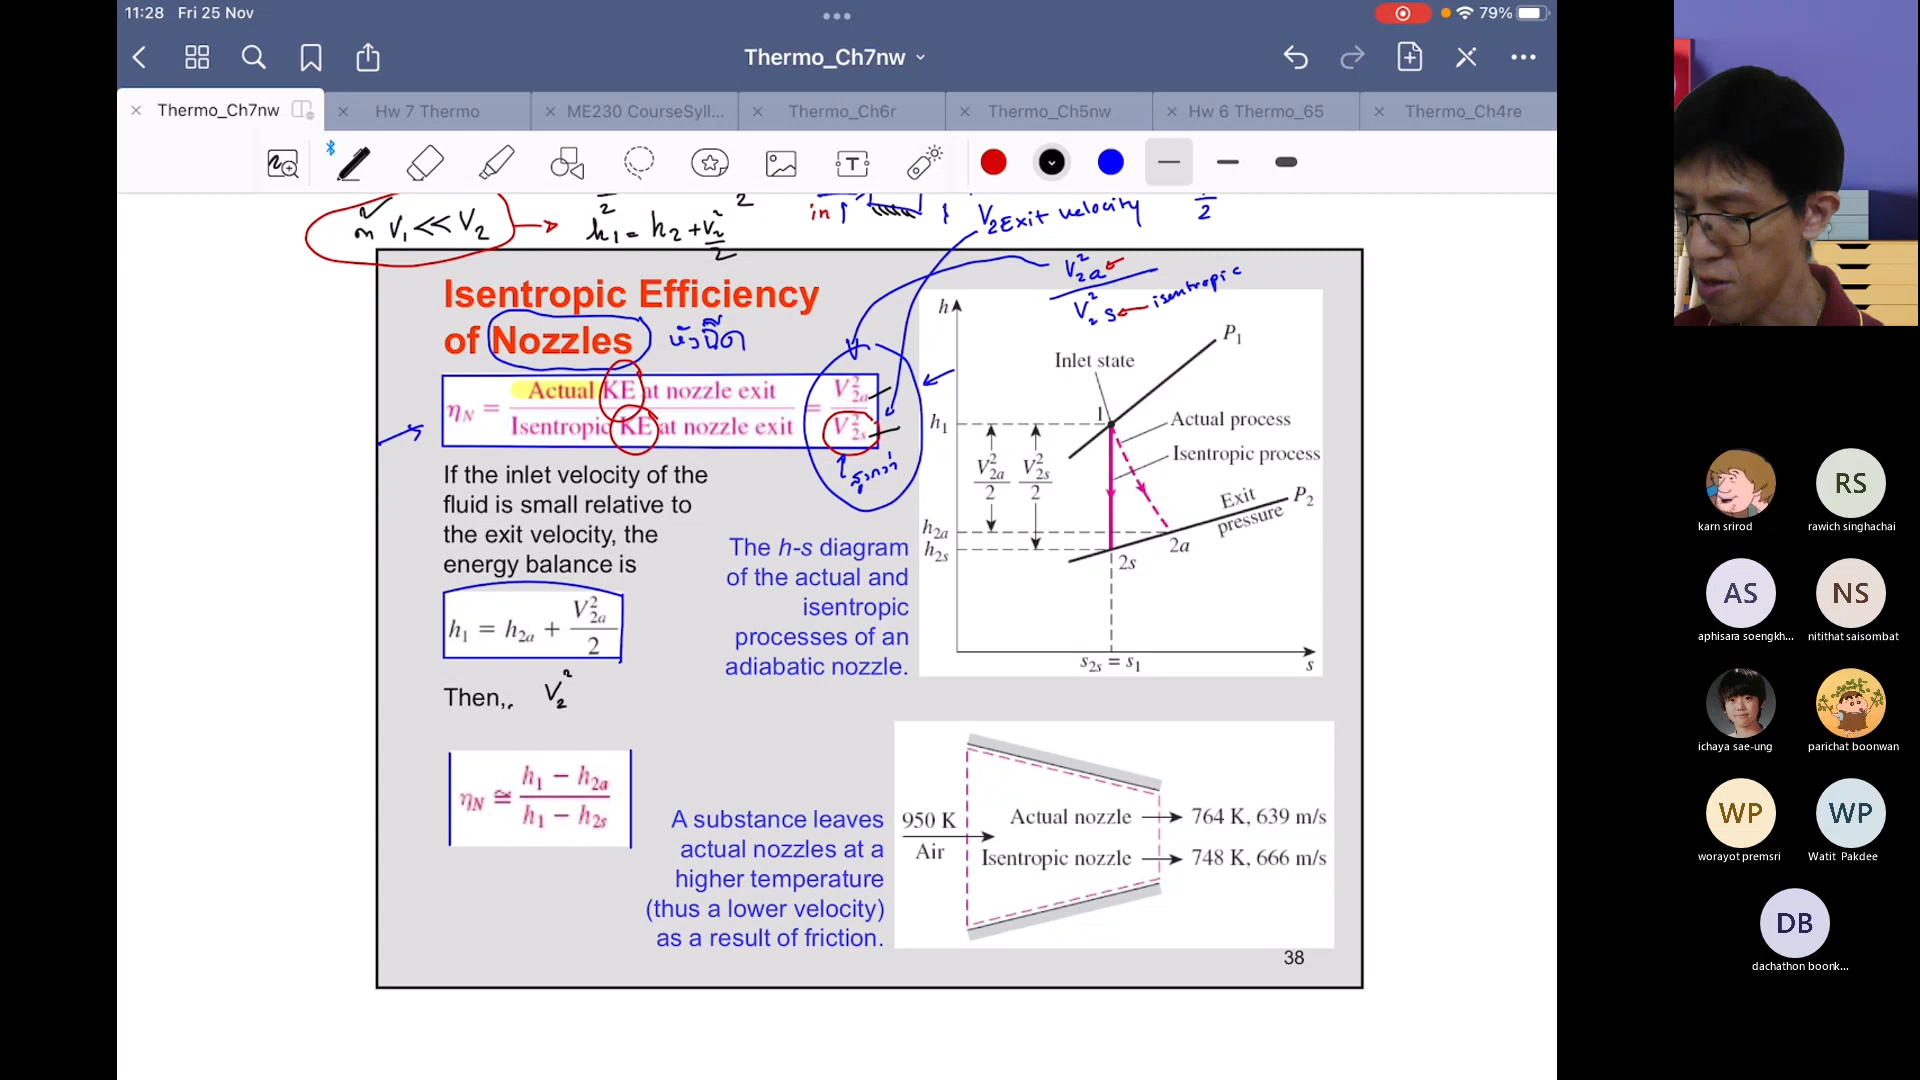 11:28 Fri 25 Nov
79%
Thermo_Ch7nw
Thermo_Ch7nw
Hw 7 Thermo
ME230 CourseSyll...
Thermo_Ch6r
Thermo_Ch5nw
Hw 6 Thermo_65
Thermo_Ch4re
V₁ << V₂
h₁ = h₂ + V₂²/2
in
V₂ Exit velocity
2
V₂a²
V₂s² isentropic
Isentropic Efficiency
of Nozzles
หัวฉีด
η_N = Actual KE at nozzle exit / Isentropic KE at nozzle exit = V²₂ₐ / V²₂ₛ
สูงกว่า
If the inlet velocity of the
fluid is small relative to
the exit velocity, the
energy balance is
h₁ = h₂ₐ + V²₂ₐ / 2
Then,
V₂²
η_N ≅ (h₁ − h₂ₐ) / (h₁ − h₂ₛ)
The h-s diagram
of the actual and
isentropic
processes of an
adiabatic nozzle.
h
P₁
Inlet state
1
Actual process
h₁
Isentropic process
V²₂ₐ / 2
V²₂ₛ / 2
Exit
pressure
P₂
h₂ₐ
h₂ₛ
2a
2s
s₂ₛ = s₁
s
A substance leaves
actual nozzles at a
higher temperature
(thus a lower velocity)
as a result of friction.
950 K
Air
Actual nozzle → 764 K, 639 m/s
Isentropic nozzle → 748 K, 666 m/s
38
karn srirod
RS
rawich singhachai
AS
aphisara soengkh...
NS
nitithat saisombat
ichaya sae-ung
parichat boonwan
WP
worayot premsri
WP
Watit Pakdee
DB
dachathon boonk...